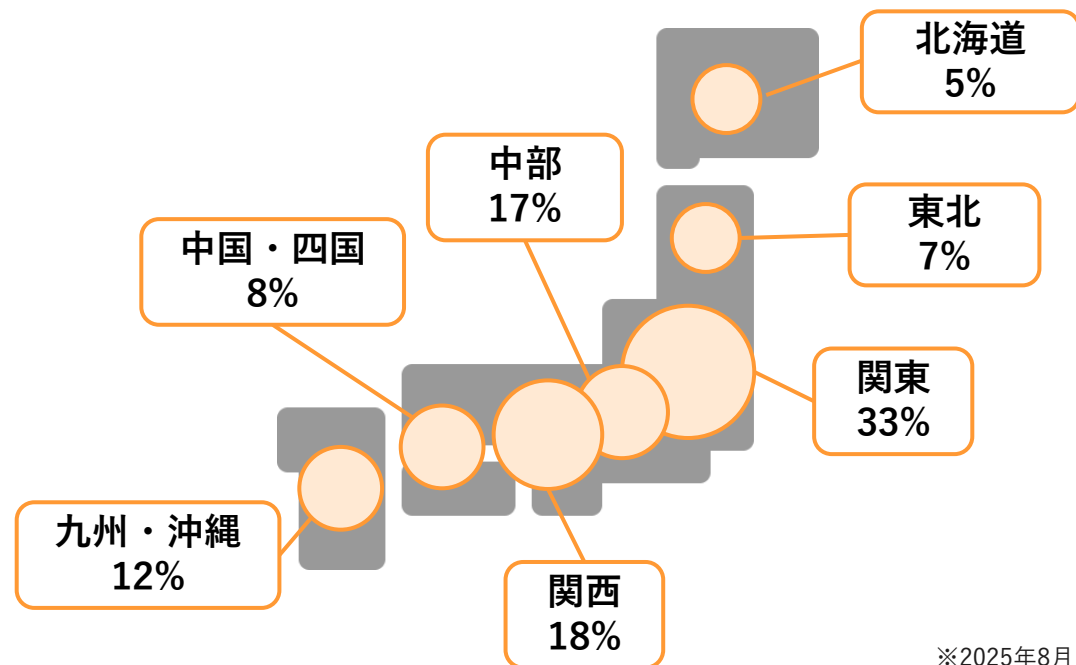 北海道
5%
中部
17%
東北
7%
中国・四国
8%
関東
33%
九州・沖縄
12%
関西
18%
※2025年8月